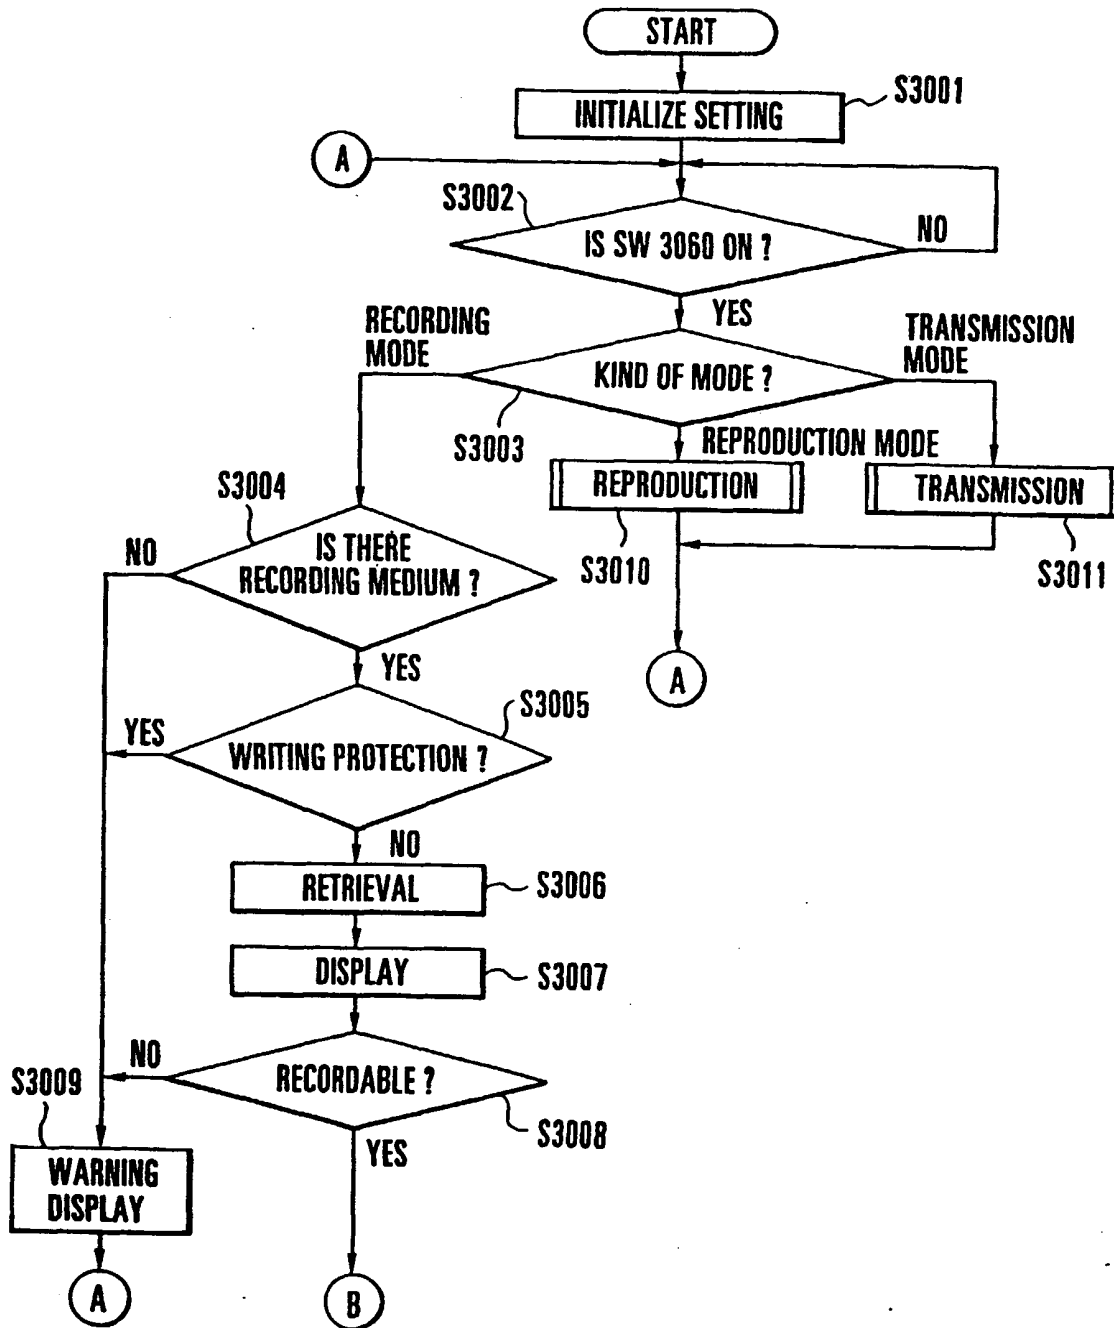 START
INITIALIZE SETTING
S3001
A
S3002
IS SW 3060 ON ?
NO
YES
RECORDING
MODE
TRANSMISSION
MODE
KIND OF MODE ?
S3003
REPRODUCTION MODE
REPRODUCTION
TRANSMISSION
S3010
S3011
A
S3004
NO
IS THERE
RECORDING MEDIUM ?
YES
S3005
YES
WRITING PROTECTION ?
NO
RETRIEVAL
S3006
DISPLAY
S3007
NO
RECORDABLE ?
S3008
S3009
YES
WARNING
DISPLAY
A
B